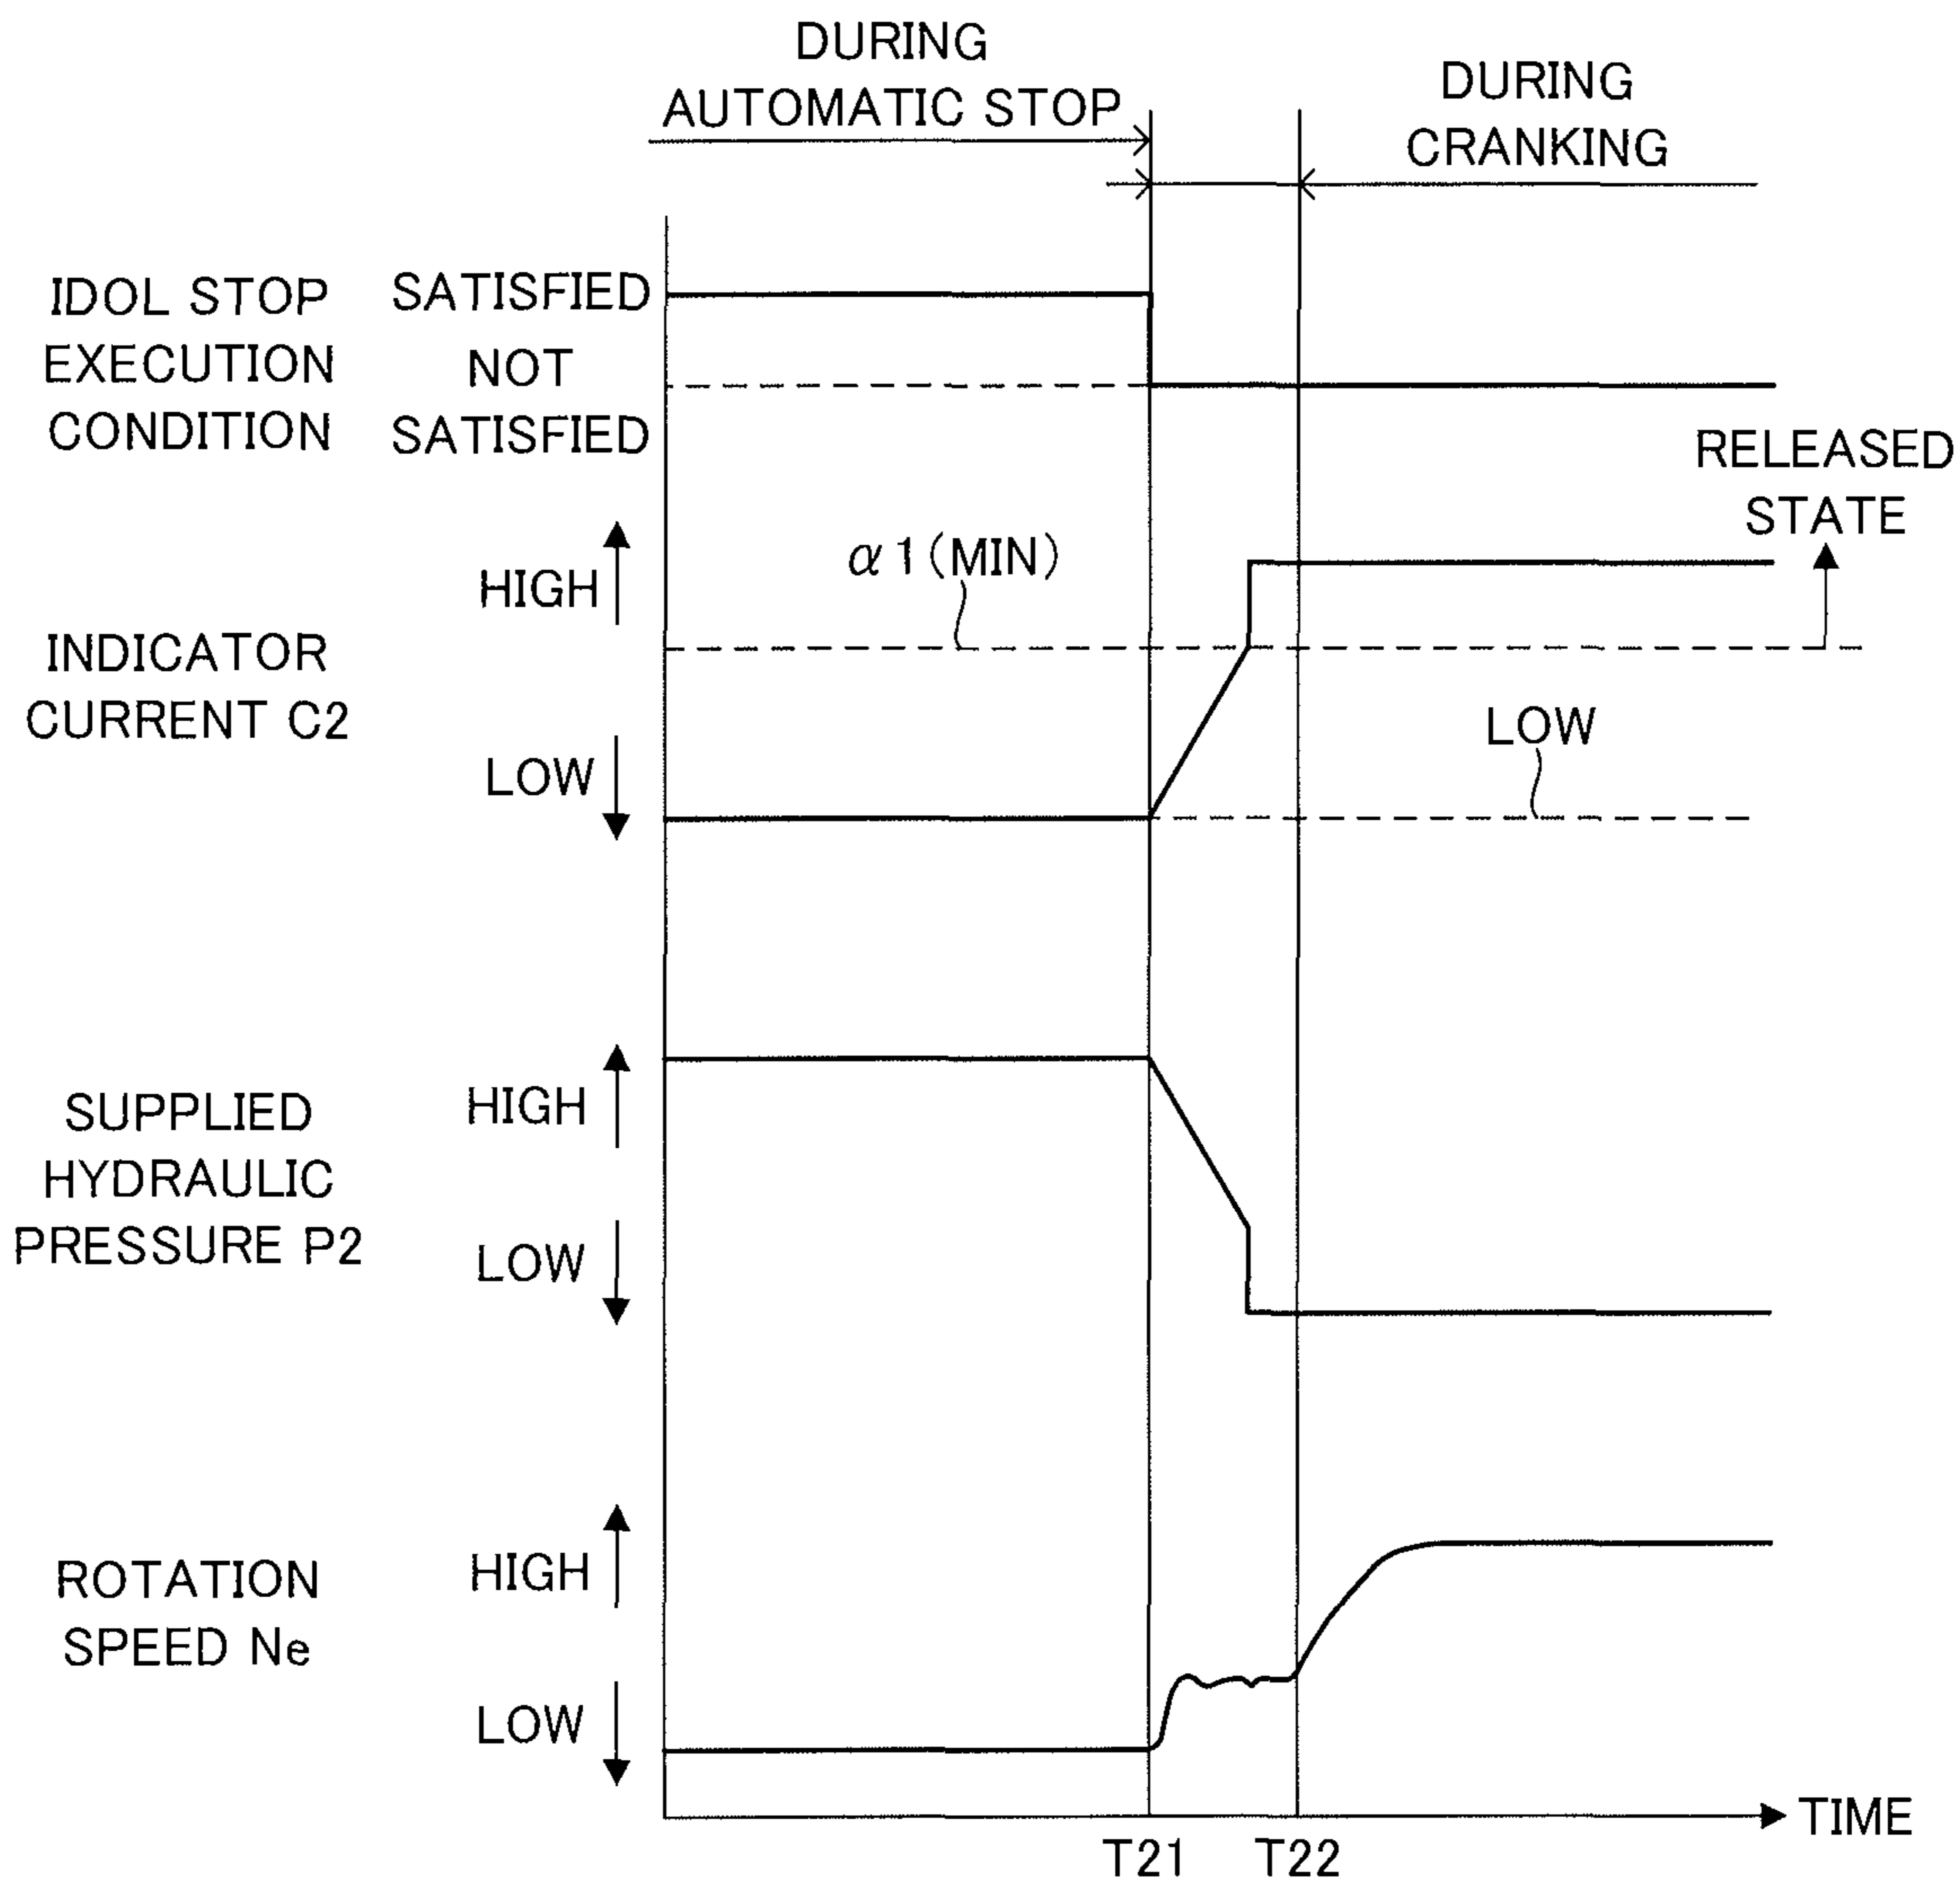 DURING
AUTOMATIC STOP
DURING
CRANKING
IDOL STOP
EXECUTION
CONDITION
SATISFIED
NOT
SATISFIED
RELEASED
STATE
α1(MIN)
HIGH
INDICATOR
CURRENT C2
LOW
LOW
SUPPLIED
HYDRAULIC
PRESSURE P2
HIGH
LOW
ROTATION
SPEED Ne
HIGH
LOW
TIME
T21
T22